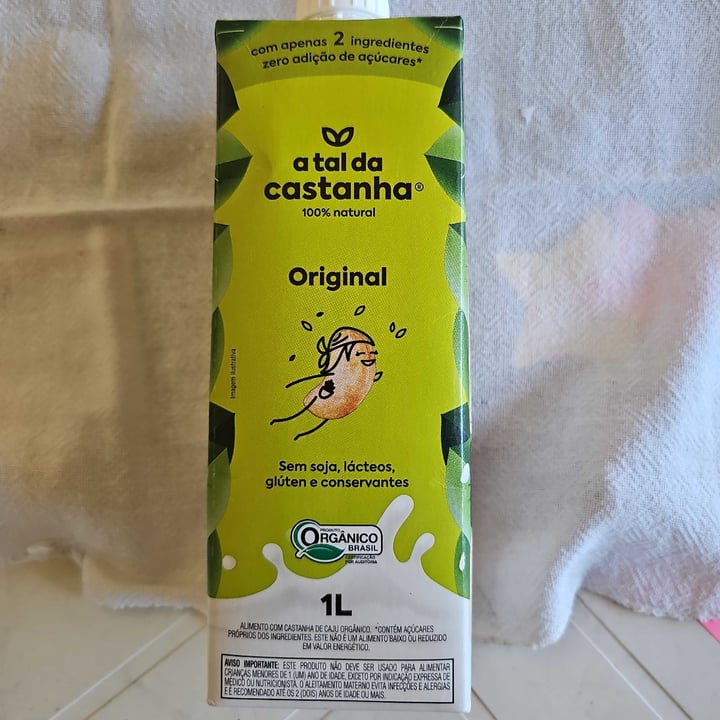 com apenas 2 ingredientes
zero adição de açúcares*
a tal da
castanha®
100% natural
Original
Imagem ilustrativa
Sem soja, lácteos,
glúten e conservantes
PRODUTO
ORGÂNICO
BRASIL
CERTIFICAÇÃO
POR AUDITORIA
1L
ALIMENTO COM CASTANHA DE CAJU ORGÂNICO. *CONTÉM AÇÚCARES
PRÓPRIOS DOS INGREDIENTES. ESTE NÃO É UM ALIMENTO BAIXO OU REDUZIDO
EM VALOR ENERGÉTICO.
AVISO IMPORTANTE: ESTE PRODUTO NÃO DEVE SER USADO PARA ALIMENTAR
CRIANÇAS MENORES DE 1 (UM) ANO DE IDADE, EXCETO POR INDICAÇÃO EXPRESSA DE
MÉDICO OU NUTRICIONISTA. O ALEITAMENTO MATERNO EVITA INFECÇÕES E ALERGIAS
E É RECOMENDADO ATÉ OS 2 (DOIS) ANOS DE IDADE OU MAIS.